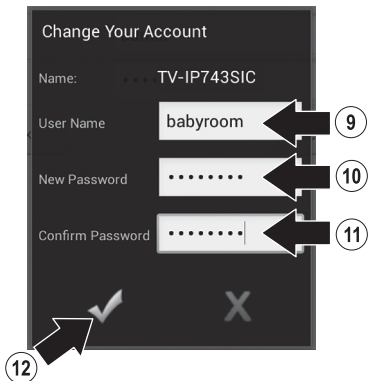 Change Your Account
Name: TV-IP743SIC
User Name babyroom 9
New Password •••••••• 10
Confirm Password •••••••• 11
X
12